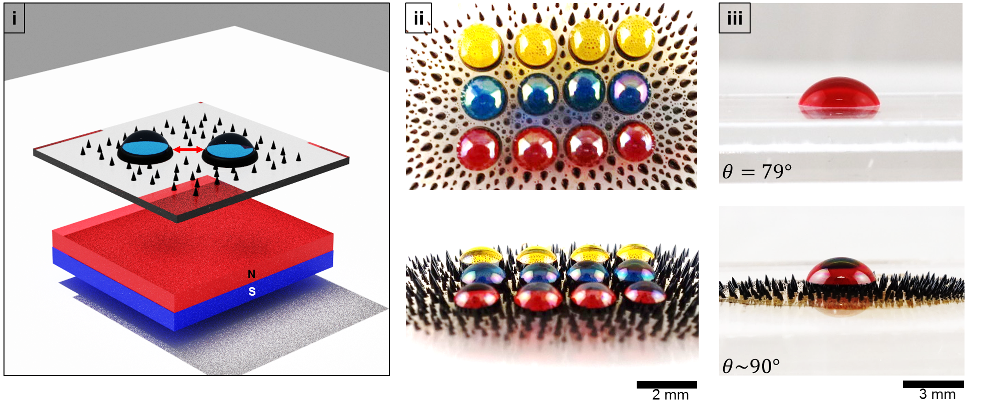 i
N
S
ii
2 mm
iii
θ = 79°
θ~90°
3 mm